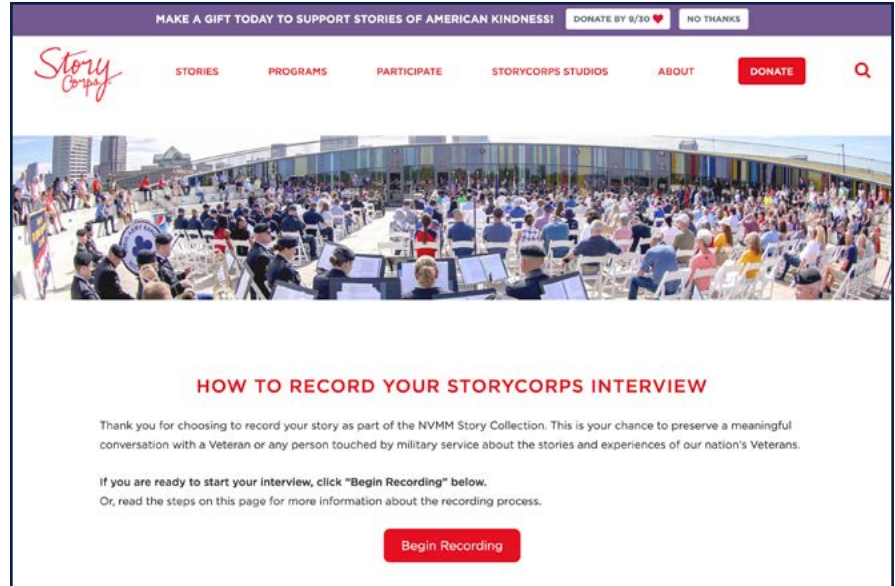 MAKE A GIFT TODAY TO SUPPORT STORIES OF AMERICAN KINDNESS! DONATE BY 9/30 NO THANKS
Story
Corps
STORIES PROGRAMS PARTICIPATE STORYCORPS STUDIOS ABOUT DONATE
HOW TO RECORD YOUR STORYCORPS INTERVIEW
Thank you for choosing to record your story as part of the NVMM Story Collection. This is your chance to preserve a meaningful
conversation with a Veteran or any person touched by military service about the stories and experiences of our nation's Veterans.
If you are ready to start your interview, click "Begin Recording" below.
Or, read the steps on this page for more information about the recording process.
Begin Recording